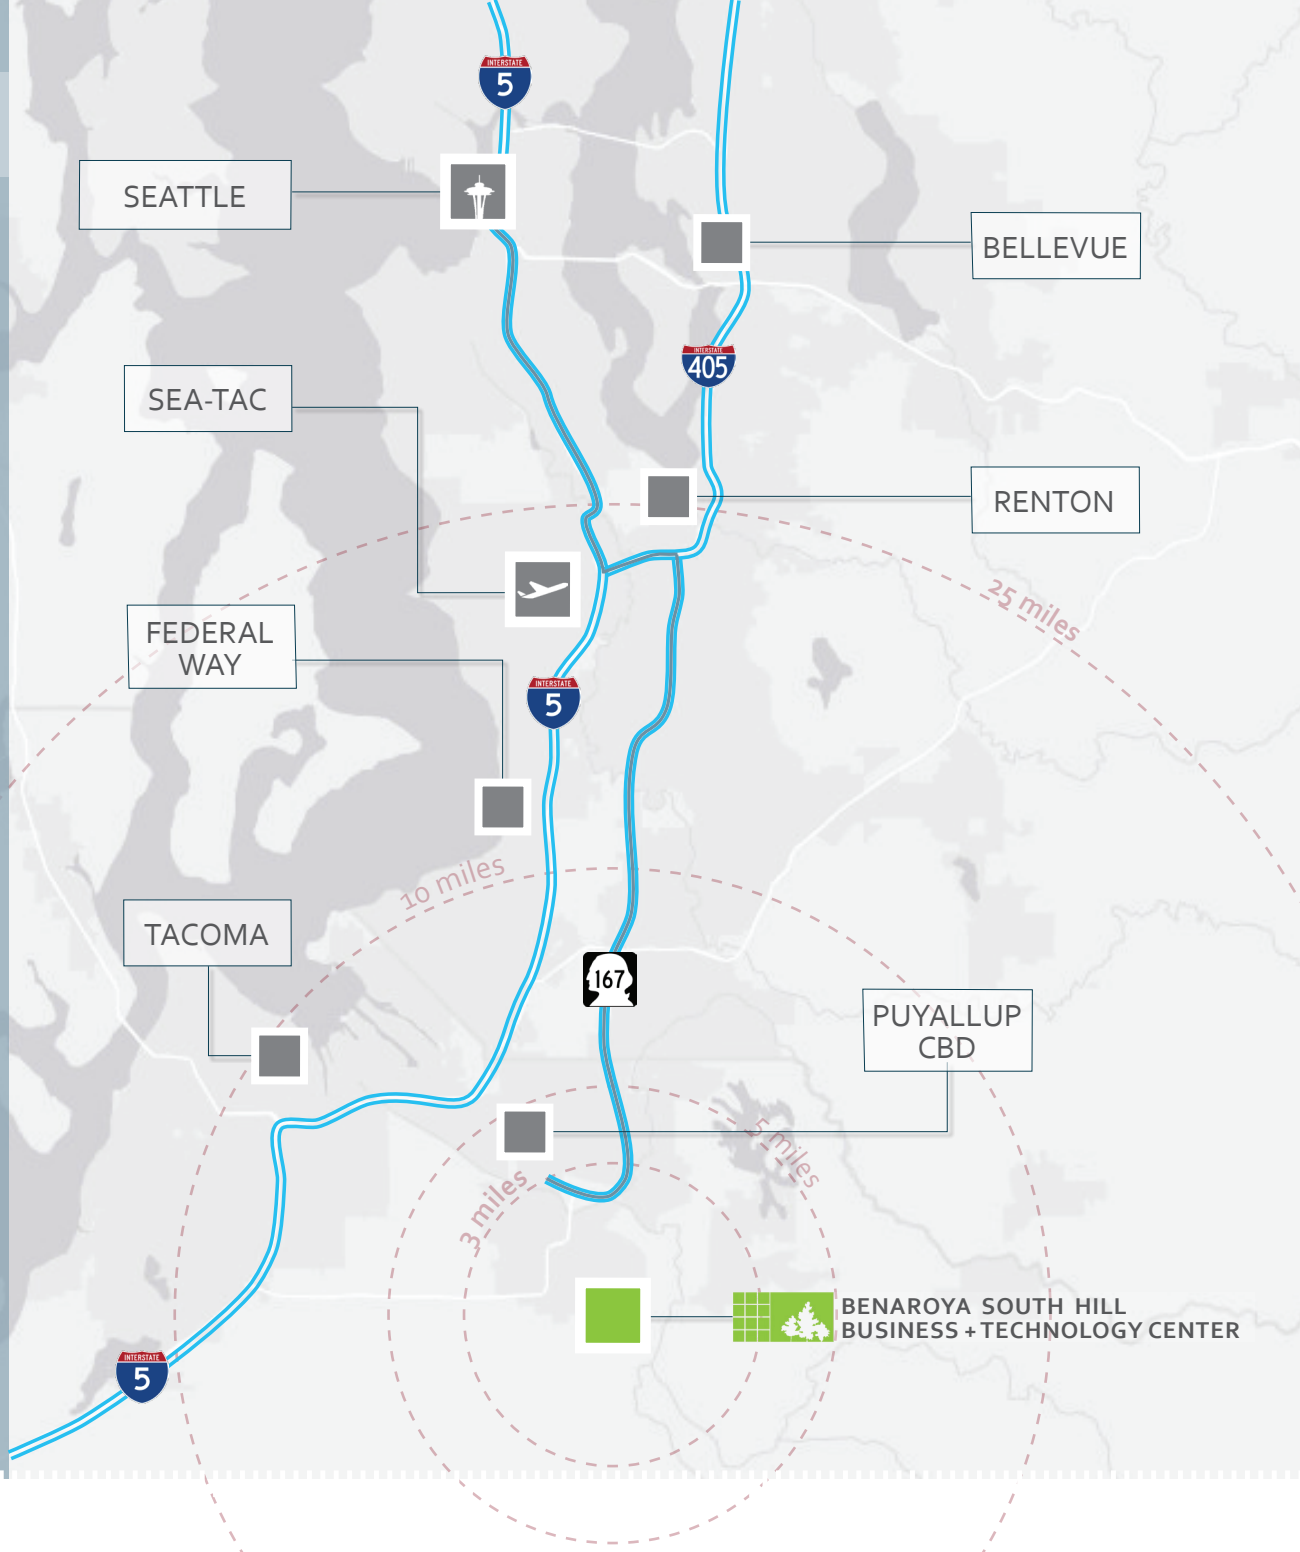 INTERSTATE
5
SEATTLE
BELLEVUE
INTERSTATE
405
SEA-TAC
RENTON
25 miles
FEDERAL
WAY
INTERSTATE
5
10 miles
TACOMA
167
PUYALLUP
CBD
5 miles
3 miles
BENAROYA SOUTH HILL
BUSINESS + TECHNOLOGY CENTER
INTERSTATE
5